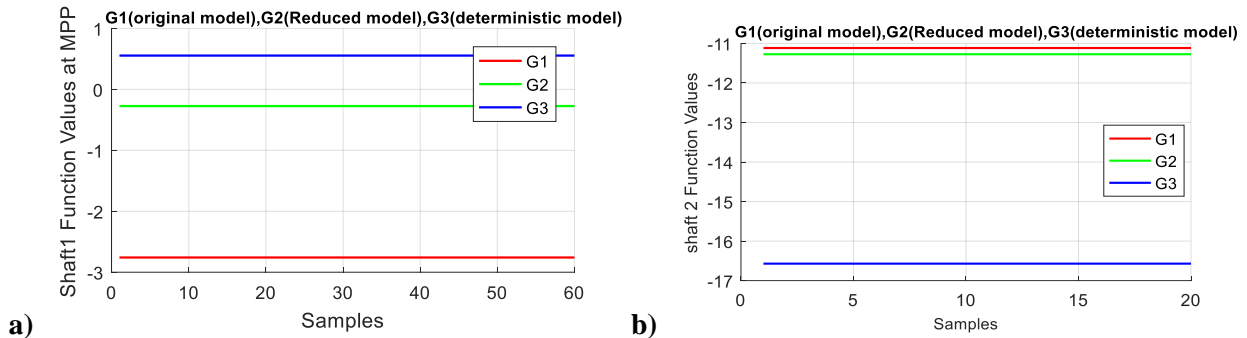 G1(original model),G2(Reduced model),G3(deterministic model)
Shaft1 Function Values at MPP
1
0
-1
-2
-3
0 10 20 30 40 50 60
Samples
G1
G2
G3
a)
G1(original model),G2(Reduced model),G3(deterministic model)
shaft 2 Function Values
-11
-12
-13
-14
-15
-16
-17
0 5 10 15 20
Samples
G1
G2
G3
b)